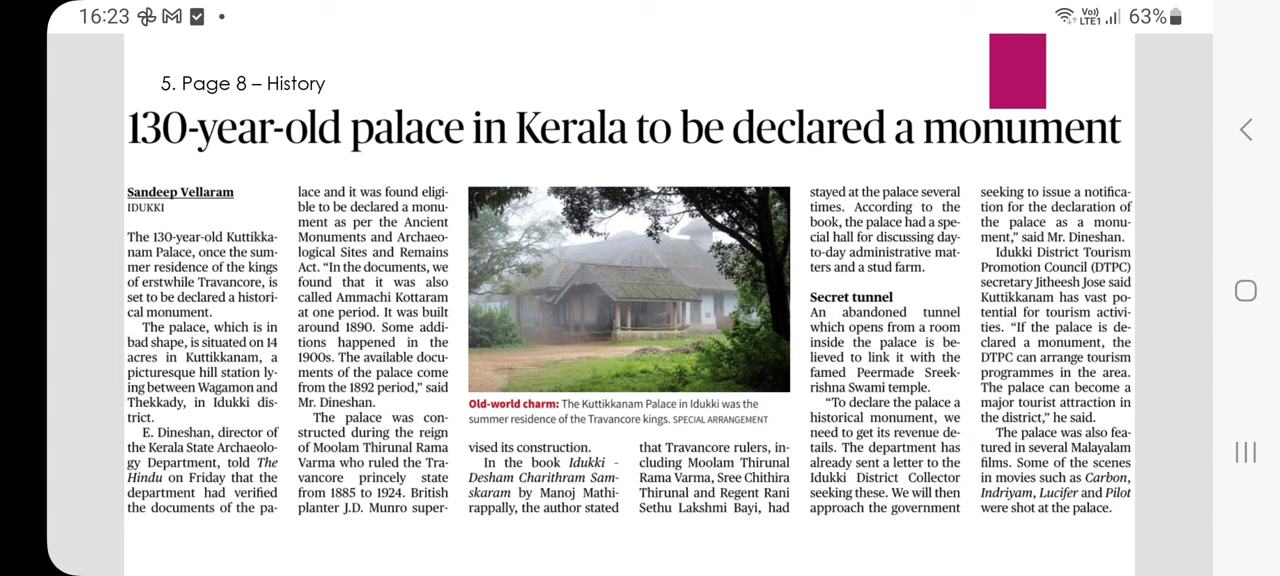 16:23
Vo))
LTE1
63%
5. Page 8 – History
130-year-old palace in Kerala to be declared a monument
Sandeep Vellaram
IDUKKI
The 130-year-old Kuttikka-
nam Palace, once the sum-
mer residence of the kings
of erstwhile Travancore, is
set to be declared a histori-
cal monument.
The palace, which is in
bad shape, is situated on 14
acres in Kuttikkanam, a
picturesque hill station ly-
ing between Wagamon and
Thekkady, in Idukki dis-
trict.
E. Dineshan, director of
the Kerala State Archaeolo-
gy Department, told The
Hindu on Friday that the
department had verified
the documents of the pa-
lace and it was found eligi-
ble to be declared a monu-
ment as per the Ancient
Monuments and Archaeo-
logical Sites and Remains
Act. “In the documents, we
found that it was also
called Ammachi Kottaram
at one period. It was built
around 1890. Some addi-
tions happened in the
1900s. The available docu-
ments of the palace come
from the 1892 period,” said
Mr. Dineshan.
The palace was con-
structed during the reign
of Moolam Thirunal Rama
Varma who ruled the Tra-
vancore princely state
from 1885 to 1924. British
planter J.D. Munro super-
Old-world charm: The Kuttikkanam Palace in Idukki was the
summer residence of the Travancore kings. SPECIAL ARRANGEMENT
vised its construction.
In the book Idukki -
Desham Charithram Sam-
skaram by Manoj Mathi-
rappally, the author stated
that Travancore rulers, in-
cluding Moolam Thirunal
Rama Varma, Sree Chithira
Thirunal and Regent Rani
Sethu Lakshmi Bayi, had
stayed at the palace several
times. According to the
book, the palace had a spe-
cial hall for discussing day-
to-day administrative mat-
ters and a stud farm.
Secret tunnel
An abandoned tunnel
which opens from a room
inside the palace is be-
lieved to link it with the
famed Peermade Sreek-
rishna Swami temple.
“To declare the palace a
historical monument, we
need to get its revenue de-
tails. The department has
already sent a letter to the
Idukki District Collector
seeking these. We will then
approach the government
seeking to issue a notifica-
tion for the declaration of
the palace as a monu-
ment,” said Mr. Dineshan.
Idukki District Tourism
Promotion Council (DTPC)
secretary Jitheesh Jose said
Kuttikkanam has vast po-
tential for tourism activi-
ties. “If the palace is de-
clared a monument, the
DTPC can arrange tourism
programmes in the area.
The palace can become a
major tourist attraction in
the district,” he said.
The palace was also fea-
tured in several Malayalam
films. Some of the scenes
in movies such as Carbon,
Indriyam, Lucifer and Pilot
were shot at the palace.